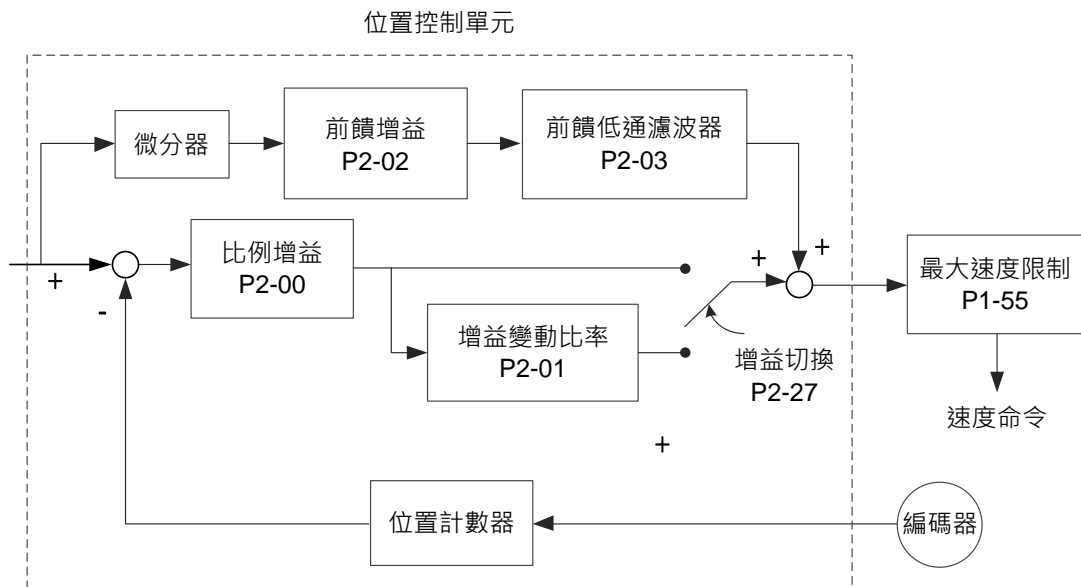 位置控制單元
微分器
前饋增益
P2-02
前饋低通濾波器
P2-03
比例增益
P2-00
+
-
增益變動比率
P2-01
+
+
增益切換
P2-27
最大速度限制
P1-55
速度命令
+
位置計數器
編碼器